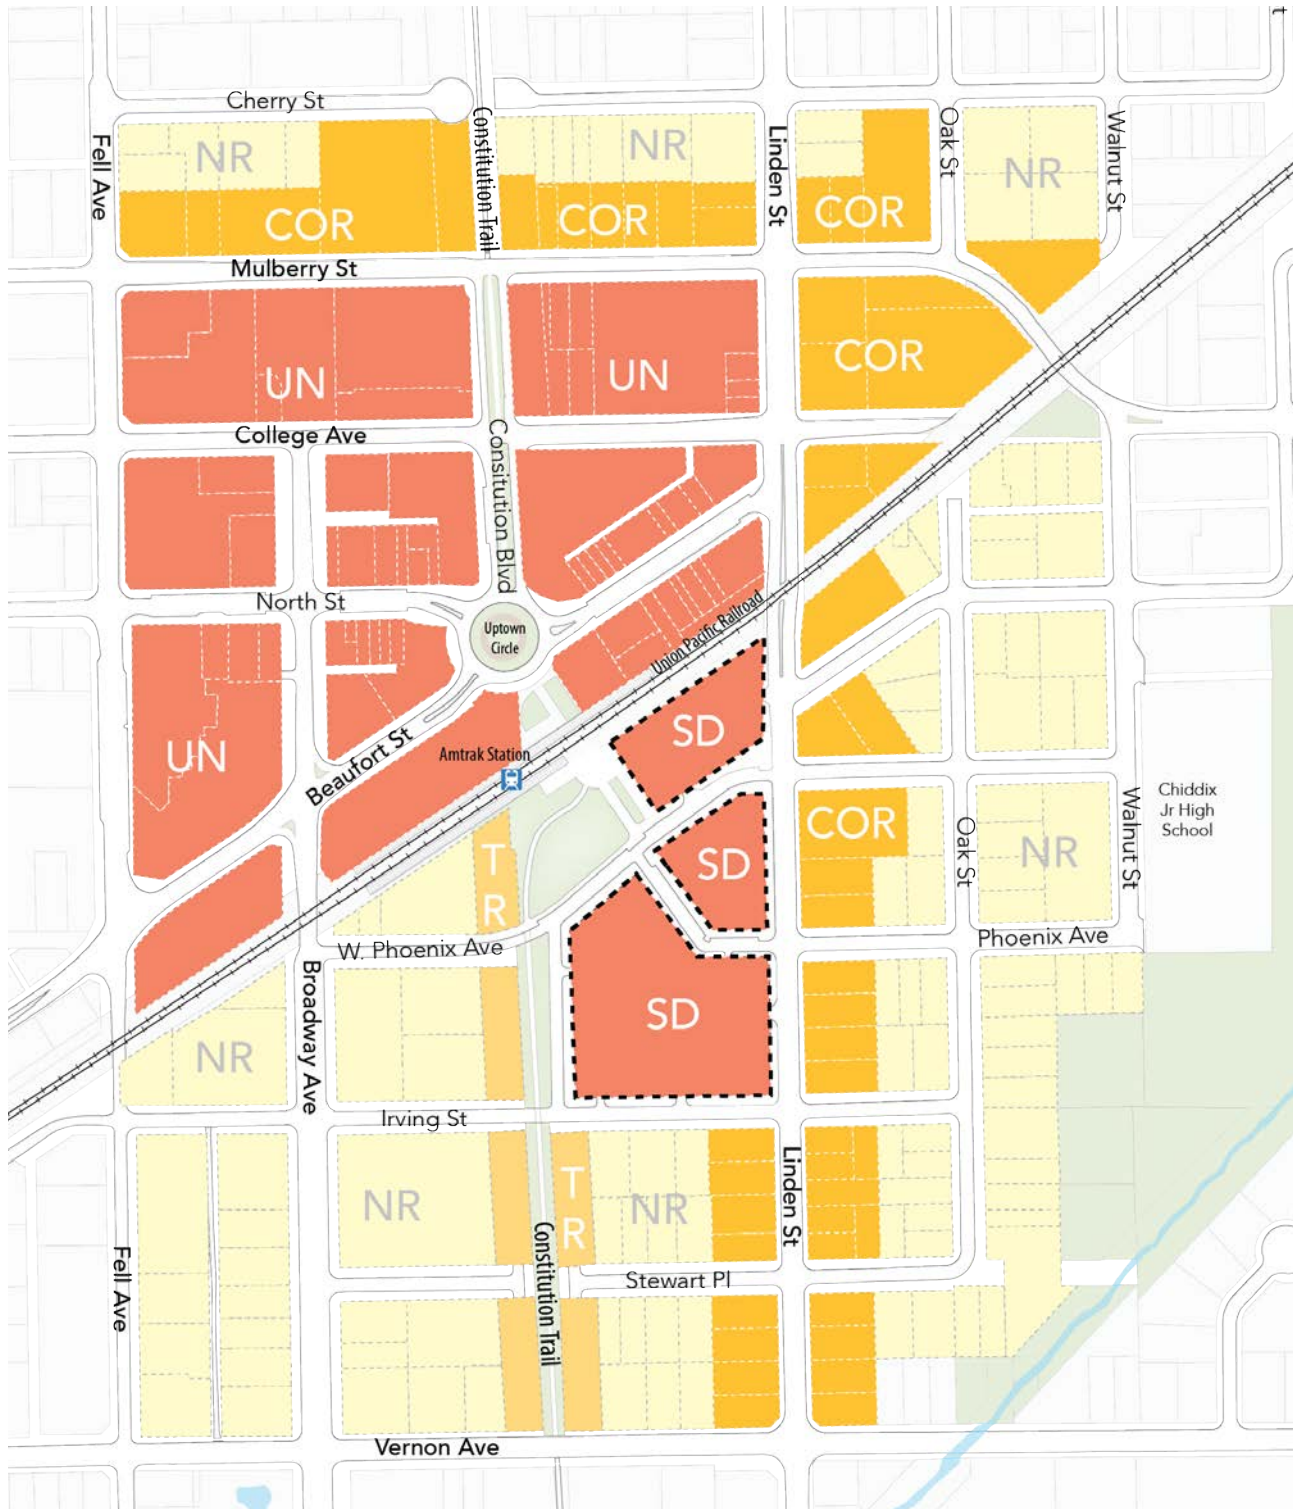 t
Cherry St
Constitution Trail
Fell Ave
NR
NR
Linden St
Oak St
NR
Walnut St
COR
COR
COR
Mulberry St
UN
UN
COR
College Ave
Consitution Blvd
North St
Uptown
Circle
Union Pacific Railroad
UN
SD
Beaufort St
Amtrak Station
T
R
SD
COR
Oak St
NR
Walnut St
Chiddix
Jr High
School
W. Phoenix Ave
Phoenix Ave
Broadway Ave
SD
NR
Irving St
NR
T
R
NR
Linden St
Fell Ave
Constitution Trail
Stewart Pl
Vernon Ave